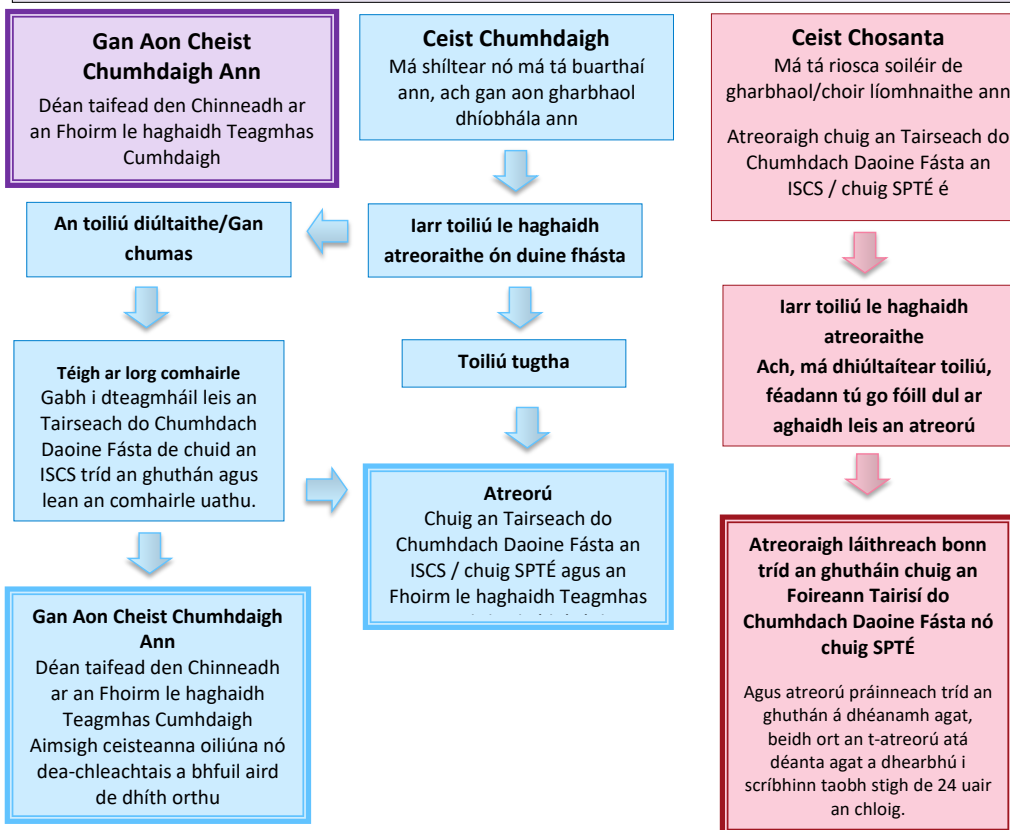 Gan Aon Cheist
Chumhdaigh Ann
Déan taifead den Chinneadh ar
an Fhoirm le haghaidh Teagmhas
Cumhdaigh
Ceist Chumhdaigh
Má shíltear nó má tá buarthaí
ann, ach gan aon gharbhaol
dhíobhála ann
Ceist Chosanta
Má tá riosca soiléir de
gharbhaol/choir líomhnaithe ann
Atreoraigh chuig an Tairseach do
Chumhdach Daoine Fásta an
ISCS / chuig SPTÉ é
An toiliú diúltaithe/Gan
chumas
Iarr toiliú le haghaidh
atreoraithe ón duine fhásta
Téigh ar lorg comhairle
Gabh i dteagmháil leis an
Tairseach do Chumhdach
Daoine Fásta de chuid an
ISCS tríd an ghuthán agus
lean an comhairle uathu.
Toiliú tugtha
Iarr toiliú le haghaidh
atreoraithe
Ach, má dhiúltaítear toiliú,
féadann tú go fóill dul ar
aghaidh leis an atreorú
Atreorú
Chuig an Tairseach do
Chumhdach Daoine Fásta an
ISCS / chuig SPTÉ agus an
Fhoirm le haghaidh Teagmhas
Gan Aon Cheist Chumhdaigh
Ann
Déan taifead den Chinneadh
ar an Fhoirm le haghaidh
Teagmhas Cumhdaigh
Aimsigh ceisteanna oiliúna nó
dea-chleachtais a bhfuil aird
de dhíth orthu
Atreoraigh láithreach bonn
tríd an ghutháin chuig an
Foireann Tairisí do
Chumhdach Daoine Fásta nó
chuig SPTÉ
Agus atreorú práinneach tríd an
ghuthán á dhéanamh agat,
beidh ort an t-atreorú atá
déanta agat a dhearbhú i
scríbhinn taobh stigh de 24 uair
an chloig.